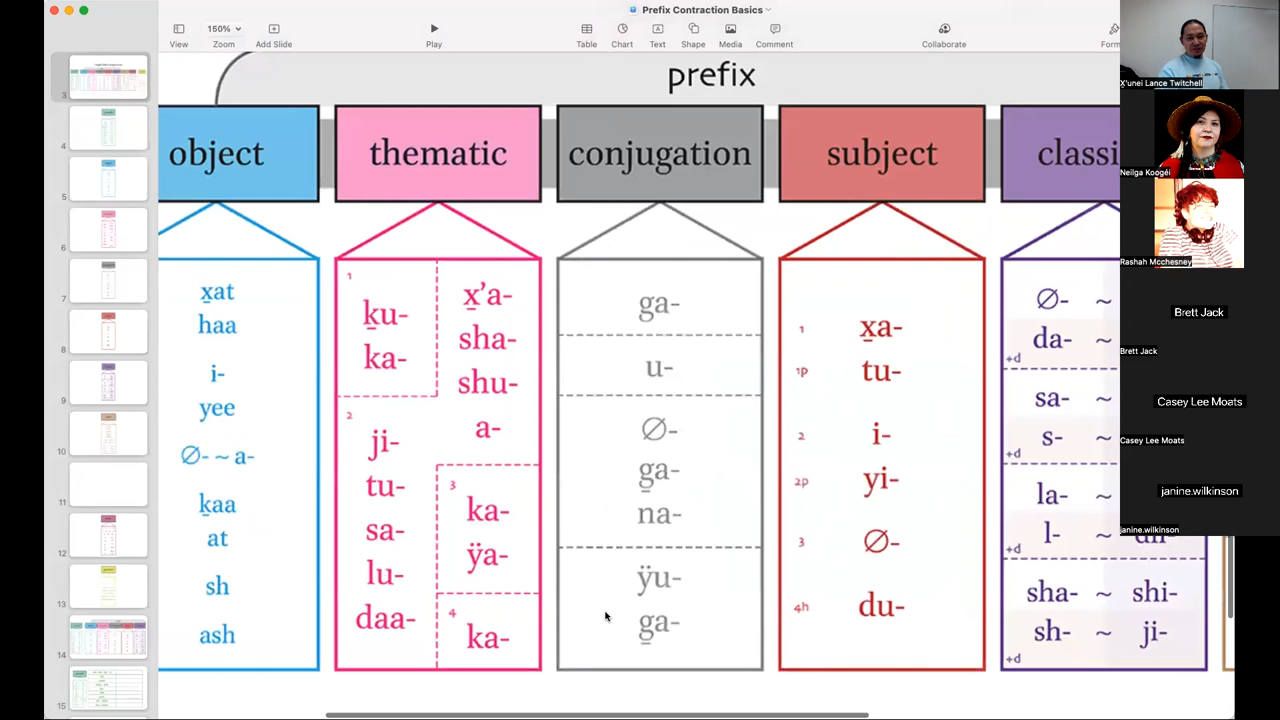 Prefix Contraction Basics
150%
View
Zoom
Add Slide
Play
Table
Chart
Text
Shape
Media
Comment
Collaborate
3
4
5
6
7
8
9
10
11
12
13
14
15
prefix
object
thematic
conjugation
subject
x̱at
haa
i-
yee
∅- ~ a-
ḵaa
at
sh
ash
1
ḵu-
ka-
x̱ʼa-
sha-
shu-
a-
2
ji-
tu-
sa-
lu-
daa-
3
ka-
ÿa-
4
ka-
ga-
u-
∅-
g̱a-
na-
ÿu-
g̱a-
1 x̱a-
1p tu-
2 i-
2p yi-
3 ∅-
4h du-
∅- ~
da- ~
+d
sa- ~
s- ~
+d
la- ~
l- ~
+d
sha- ~ shi-
sh- ~ ji-
+d
X̱ʼunei Lance Twitchell
Neilga Koogéi
Rashah Mcchesney
Brett Jack
Brett Jack
Casey Lee Moats
Casey Lee Moats
janine.wilkinson
janine.wilkinson